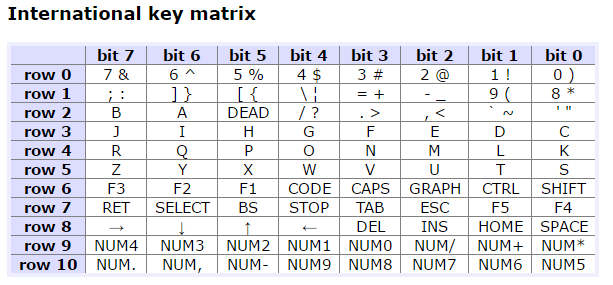 International key matrix
bit 7 bit 6 bit 5 bit 4 bit 3 bit 2 bit 1 bit 0
row 0 7 & 6 ^ 5 % 4 $ 3 # 2 @ 1 ! 0 )
row 1 ; : ] } [ { \ ¦ = + - _ 9 ( 8 *
row 2 B A DEAD / ? . > , < ` ~ ' "
row 3 J I H G F E D C
row 4 R Q P O N M L K
row 5 Z Y X W V U T S
row 6 F3 F2 F1 CODE CAPS GRAPH CTRL SHIFT
row 7 RET SELECT BS STOP TAB ESC F5 F4
row 8 → ↓ ↑ ← DEL INS HOME SPACE
row 9 NUM4 NUM3 NUM2 NUM1 NUM0 NUM/ NUM+ NUM*
row 10 NUM. NUM, NUM- NUM9 NUM8 NUM7 NUM6 NUM5